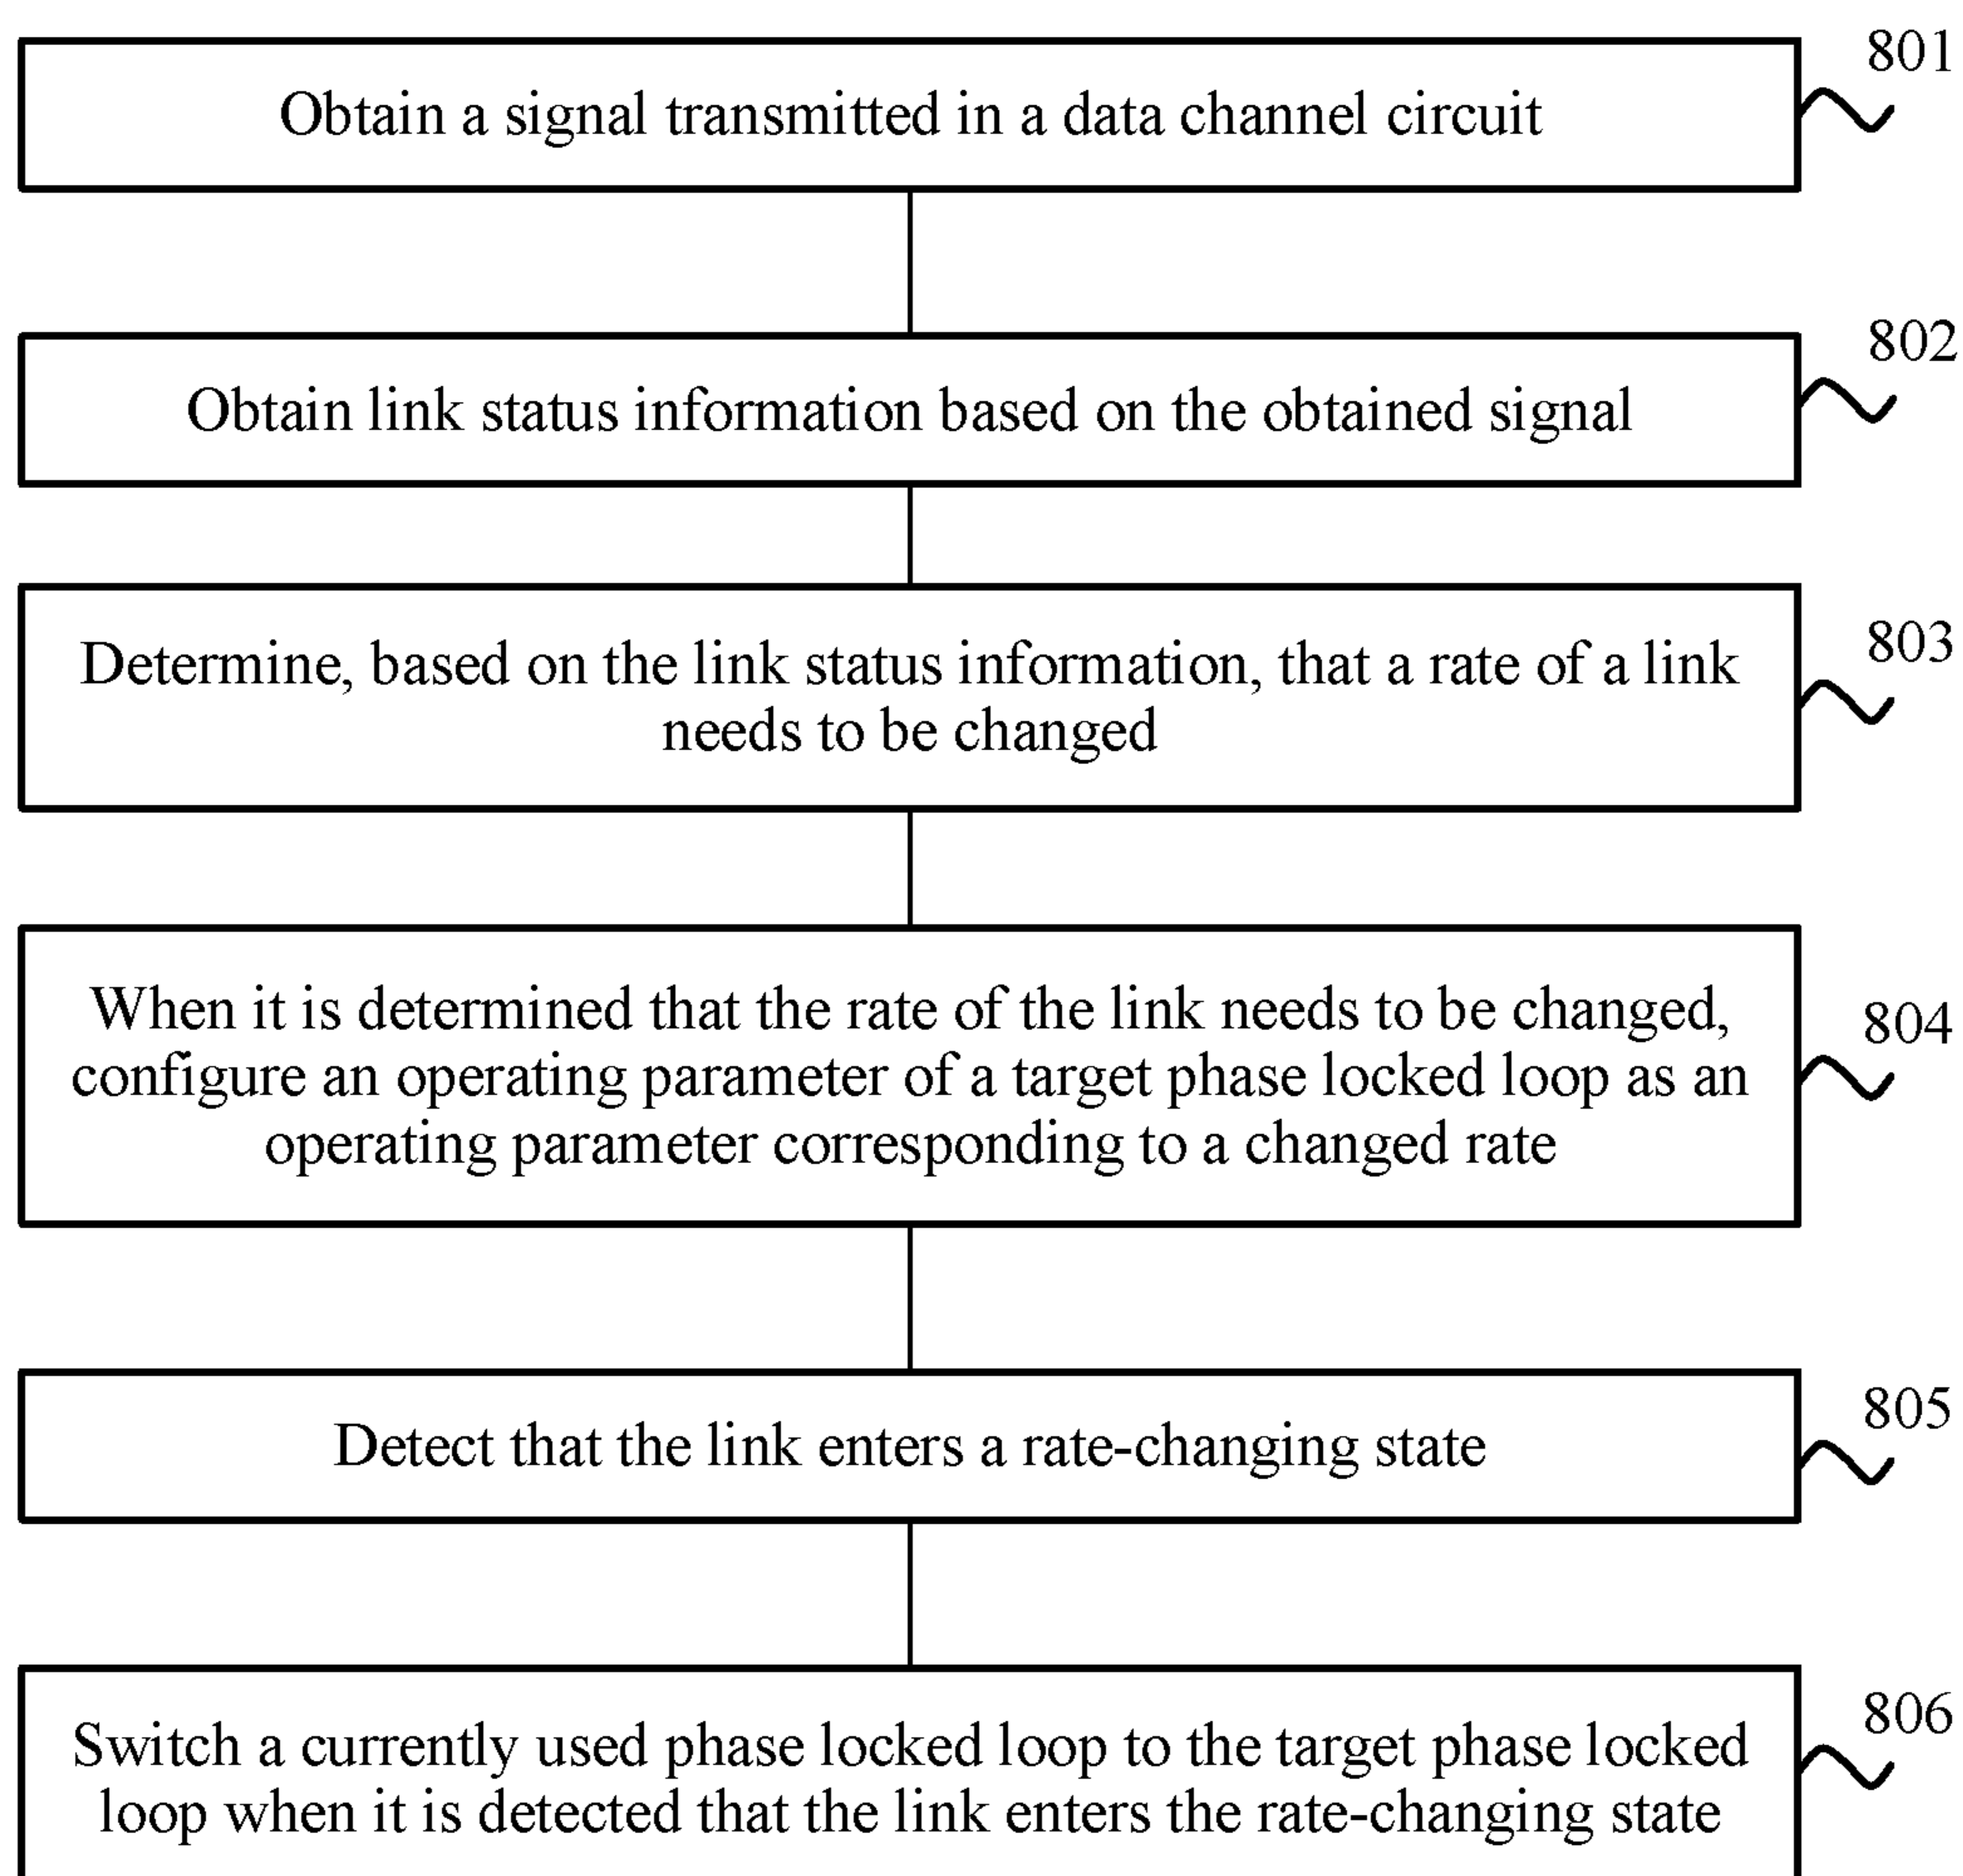 801
Obtain a signal transmitted in a data channel circuit
802
Obtain link status information based on the obtained signal
803
Determine, based on the link status information, that a rate of a link
needs to be changed
804
When it is determined that the rate of the link needs to be changed,
configure an operating parameter of a target phase locked loop as an
operating parameter corresponding to a changed rate
805
Detect that the link enters a rate-changing state
806
Switch a currently used phase locked loop to the target phase locked
loop when it is detected that the link enters the rate-changing state